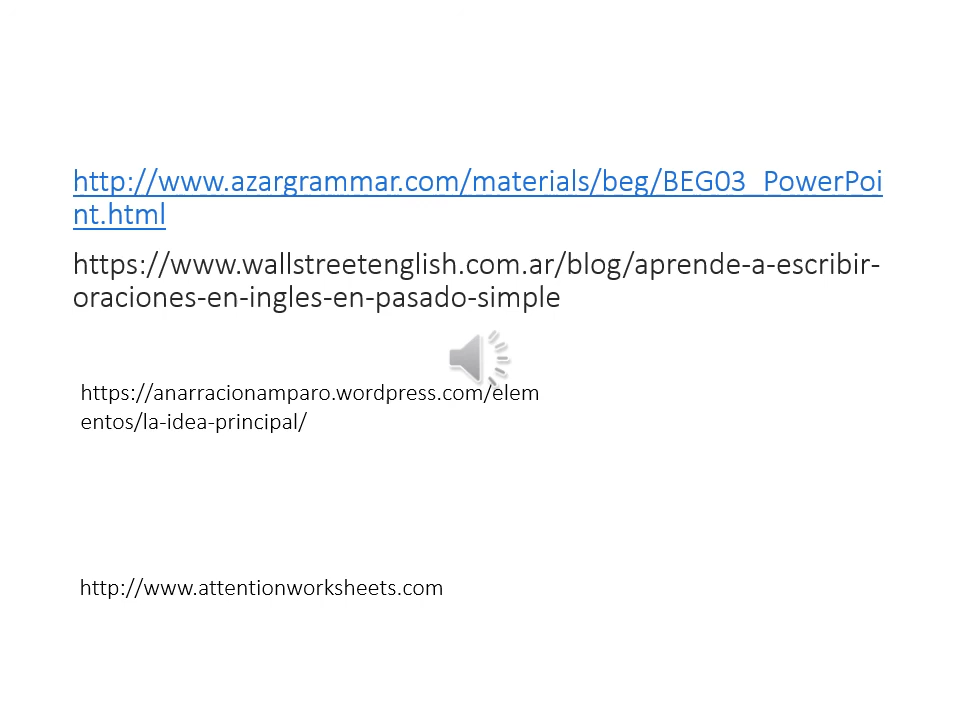 http://www.azargrammar.com/materials/beg/BEG03_PowerPoi
nt.html
https://www.wallstreetenglish.com.ar/blog/aprende-a-escribir-
oraciones-en-ingles-en-pasado-simple
https://anarracionamparo.wordpress.com/elem
entos/la-idea-principal/
http://www.attentionworksheets.com